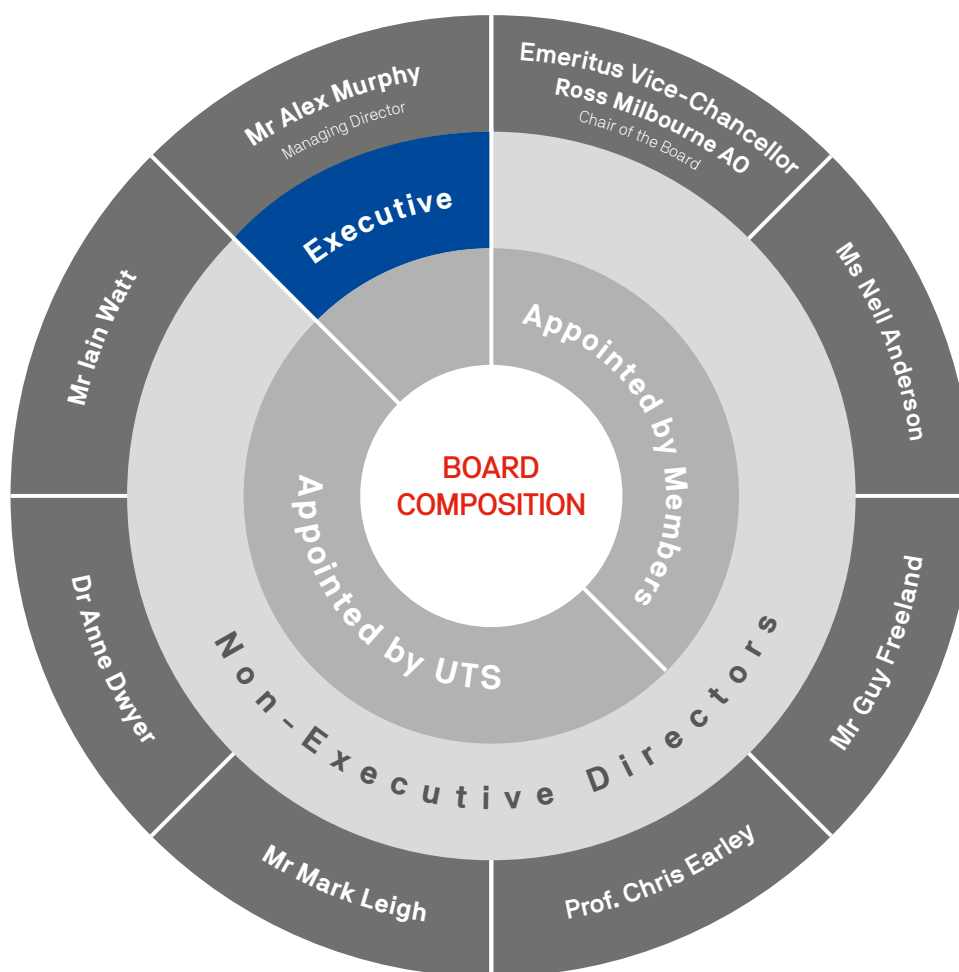 Mr Alex Murphy
Managing Director
Emeritus Vice-Chancellor
Ross Milbourne AO
Chair of the Board
Ms Nell Anderson
Mr Guy Freeland
Prof. Chris Earley
Mr Mark Leigh
Dr Anne Dwyer
Mr Iain Watt
Executive
Non-Executive Directors
Appointed by Members
Appointed by UTS
BOARD
COMPOSITION